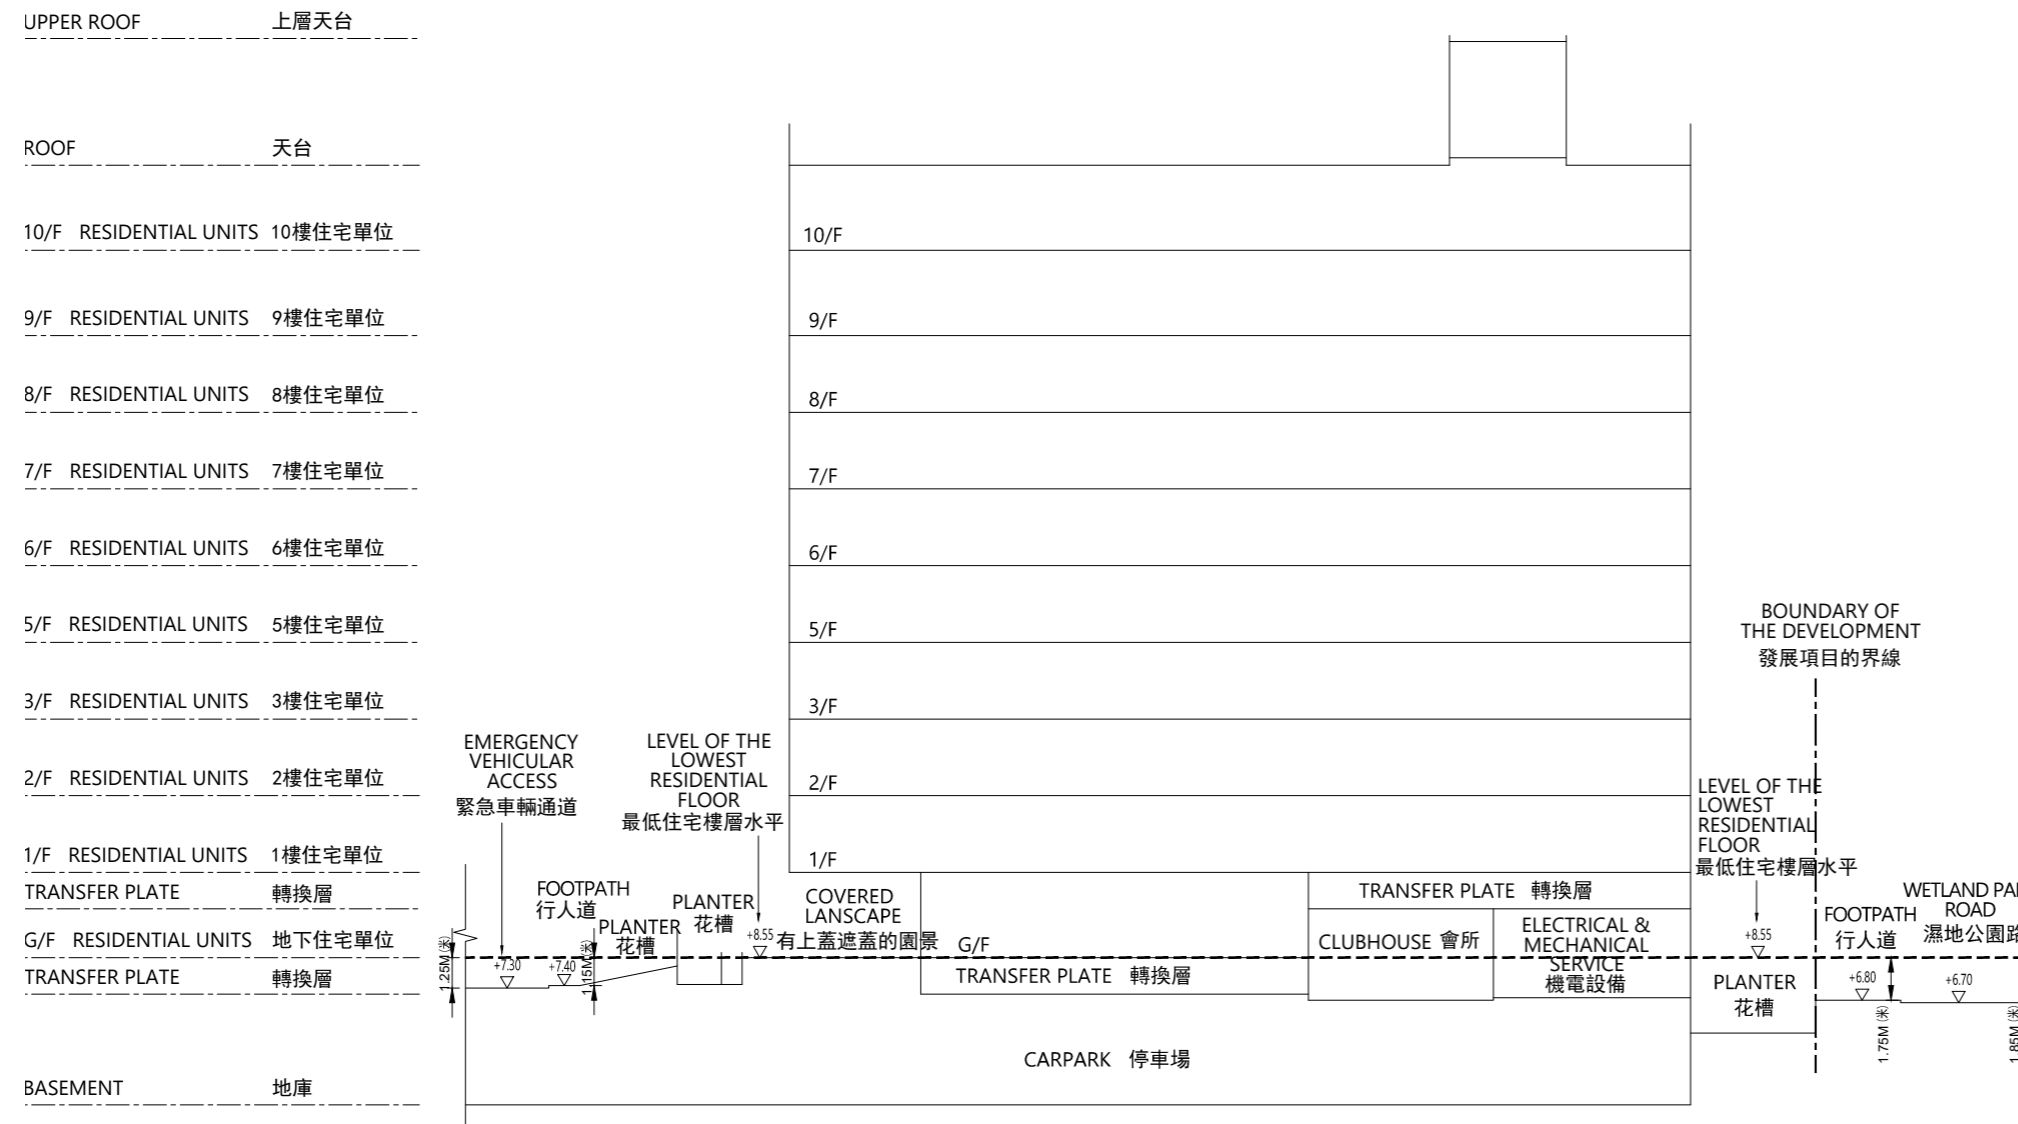 UPPER ROOF 上層天台
ROOF 天台
10/F RESIDENTIAL UNITS 10樓住宅單位
10/F
9/F RESIDENTIAL UNITS 9樓住宅單位
9/F
8/F RESIDENTIAL UNITS 8樓住宅單位
8/F
7/F RESIDENTIAL UNITS 7樓住宅單位
7/F
6/F RESIDENTIAL UNITS 6樓住宅單位
6/F
5/F RESIDENTIAL UNITS 5樓住宅單位
5/F
3/F RESIDENTIAL UNITS 3樓住宅單位
3/F
2/F RESIDENTIAL UNITS 2樓住宅單位
2/F
1/F RESIDENTIAL UNITS 1樓住宅單位
1/F
TRANSFER PLATE 轉換層
G/F RESIDENTIAL UNITS 地下住宅單位
TRANSFER PLATE 轉換層
BASEMENT 地庫
EMERGENCY
VEHICULAR
ACCESS
緊急車輛通道
LEVEL OF THE
LOWEST
RESIDENTIAL
FLOOR
最低住宅樓層水平
FOOTPATH
行人道
PLANTER
花槽
PLANTER
花槽
+8.55
+7.30
+7.40
1.25M (米)
1.15M (米)
COVERED
LANSCAPE
有上蓋遮蓋的園景
G/F
TRANSFER PLATE 轉換層
TRANSFER PLATE 轉換層
CLUBHOUSE 會所
ELECTRICAL &
MECHANICAL
SERVICE
機電設備
CARPARK 停車場
BOUNDARY OF
THE DEVELOPMENT
發展項目的界線
LEVEL OF THE
LOWEST
RESIDENTIAL
FLOOR
最低住宅樓層水平
+8.55
PLANTER
花槽
FOOTPATH
行人道
WETLAND PA
ROAD
濕地公園路
+6.80
+6.70
1.75M (米)
1.85M (米)